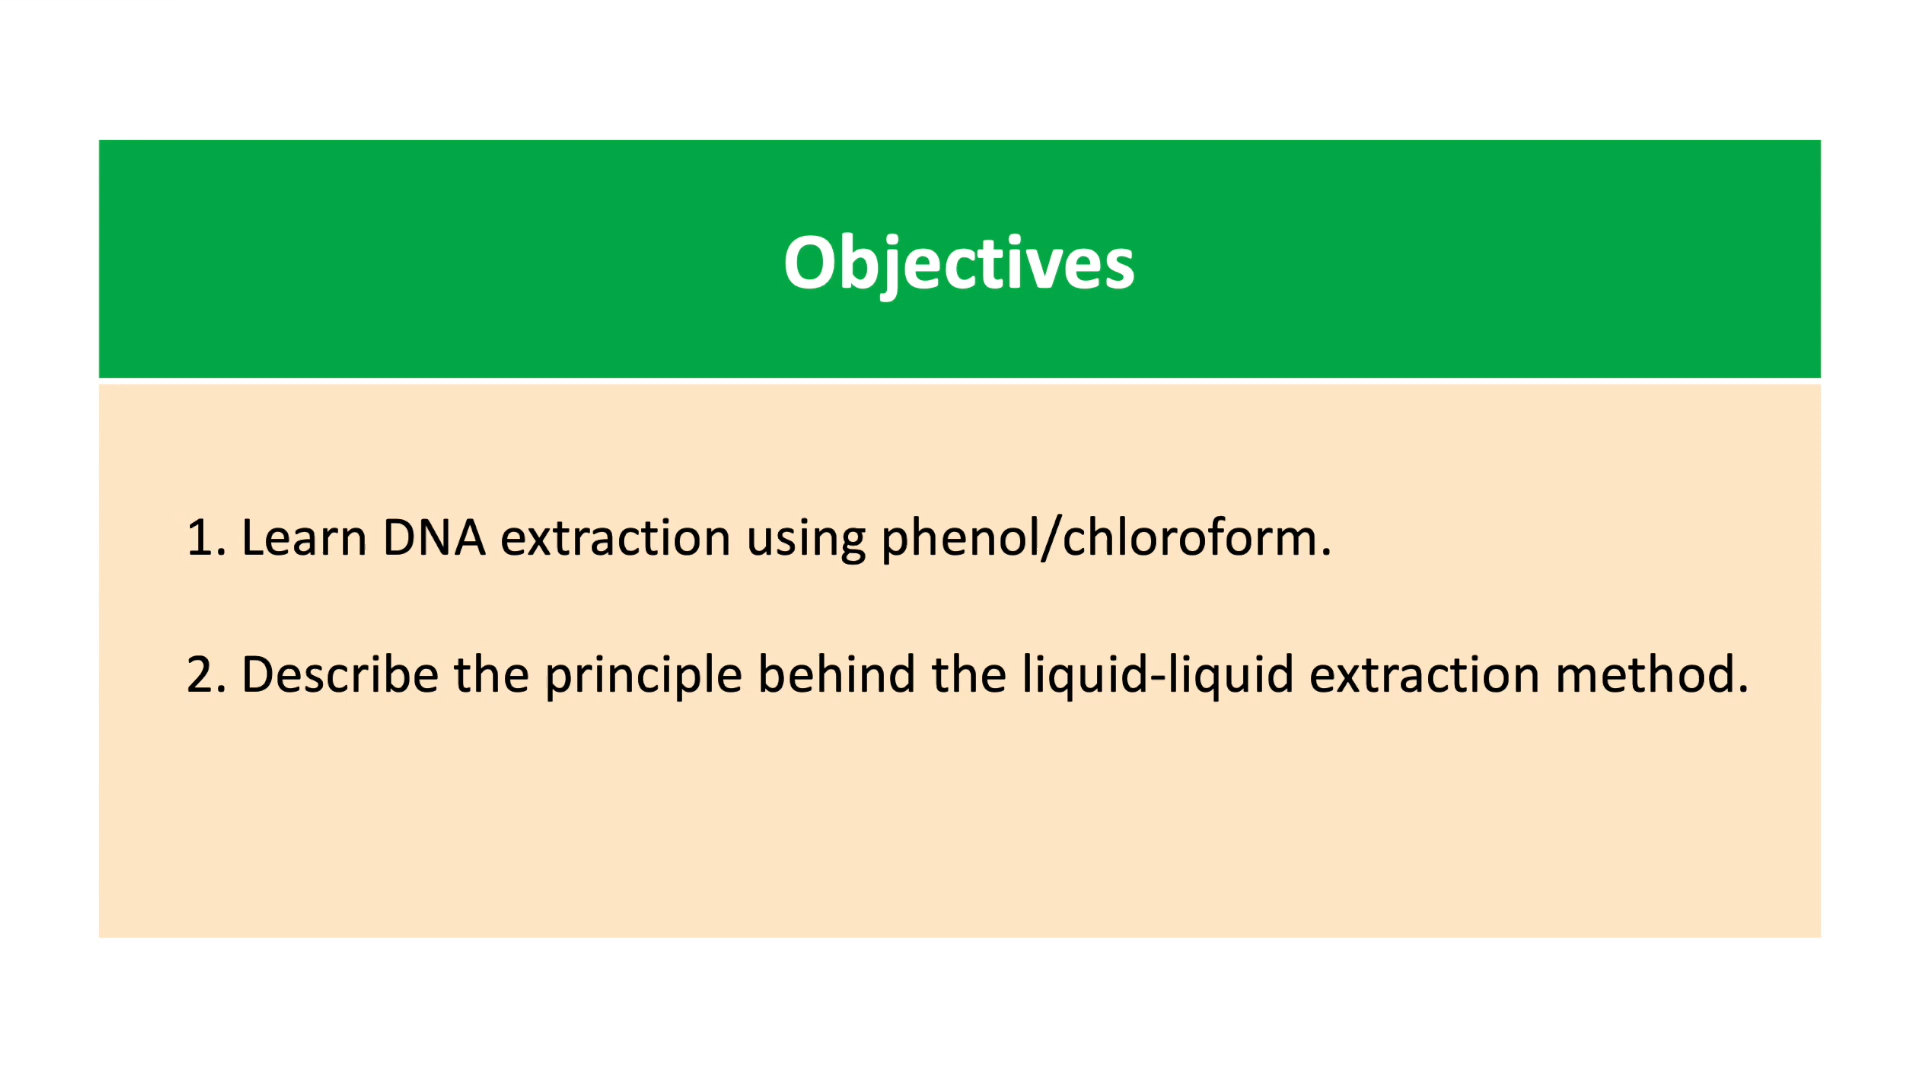 Objectives
1. Learn DNA extraction using phenol/chloroform.
2. Describe the principle behind the liquid-liquid extraction method.